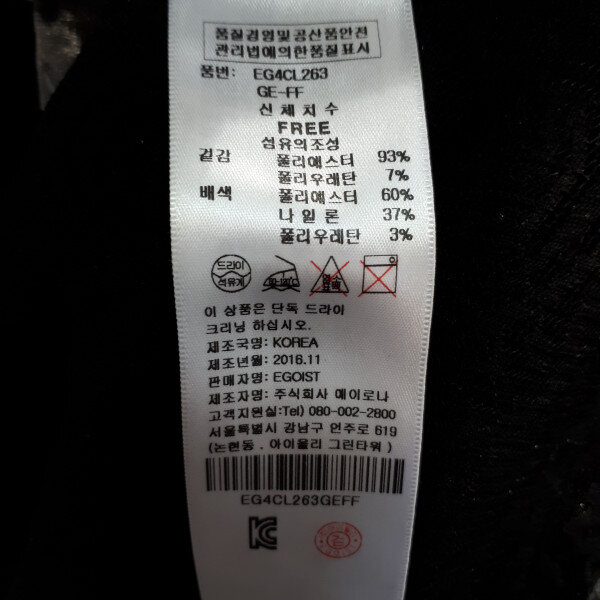 품질경영및공산품안전
관리법에의한품질표시
품번: EG4CL263
GE-FF
신체치수
FREE
섬유의조성
겉감 폴리에스터 93%
폴리우레탄 7%
배색 폴리에스터 60%
나일론 37%
폴리우레탄 3%
드라이
석유계
80-120℃
염소
표백
이 상품은 단독 드라이
크리닝 하십시오.
제조국명: KOREA
제조년월: 2016.11
판매자명: EGOIST
제조자명: 주식회사 에이로나
고객지원실:Tel) 080-002-2800
서울특별시 강남구 언주로 619
(논현동 . 아이올리 그린타워 )
EG4CL263GEFF